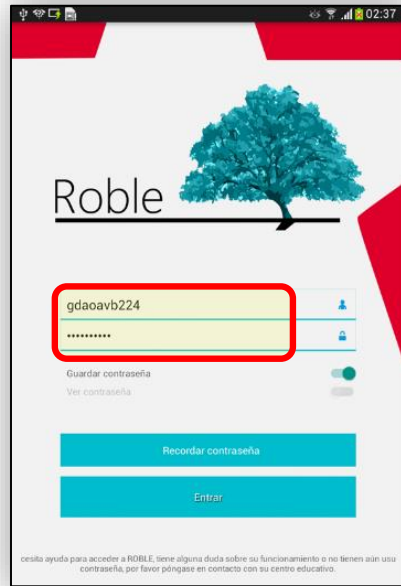 02:37
Roble
gdaoavb224
••••••••••
Guardar contraseña
Ver contraseña
Recordar contraseña
Entrar
cesita ayuda para acceder a ROBLE, tiene alguna duda sobre su funcionamiento o no tienen aún usu
contraseña, por favor póngase en contacto con su centro educativo.